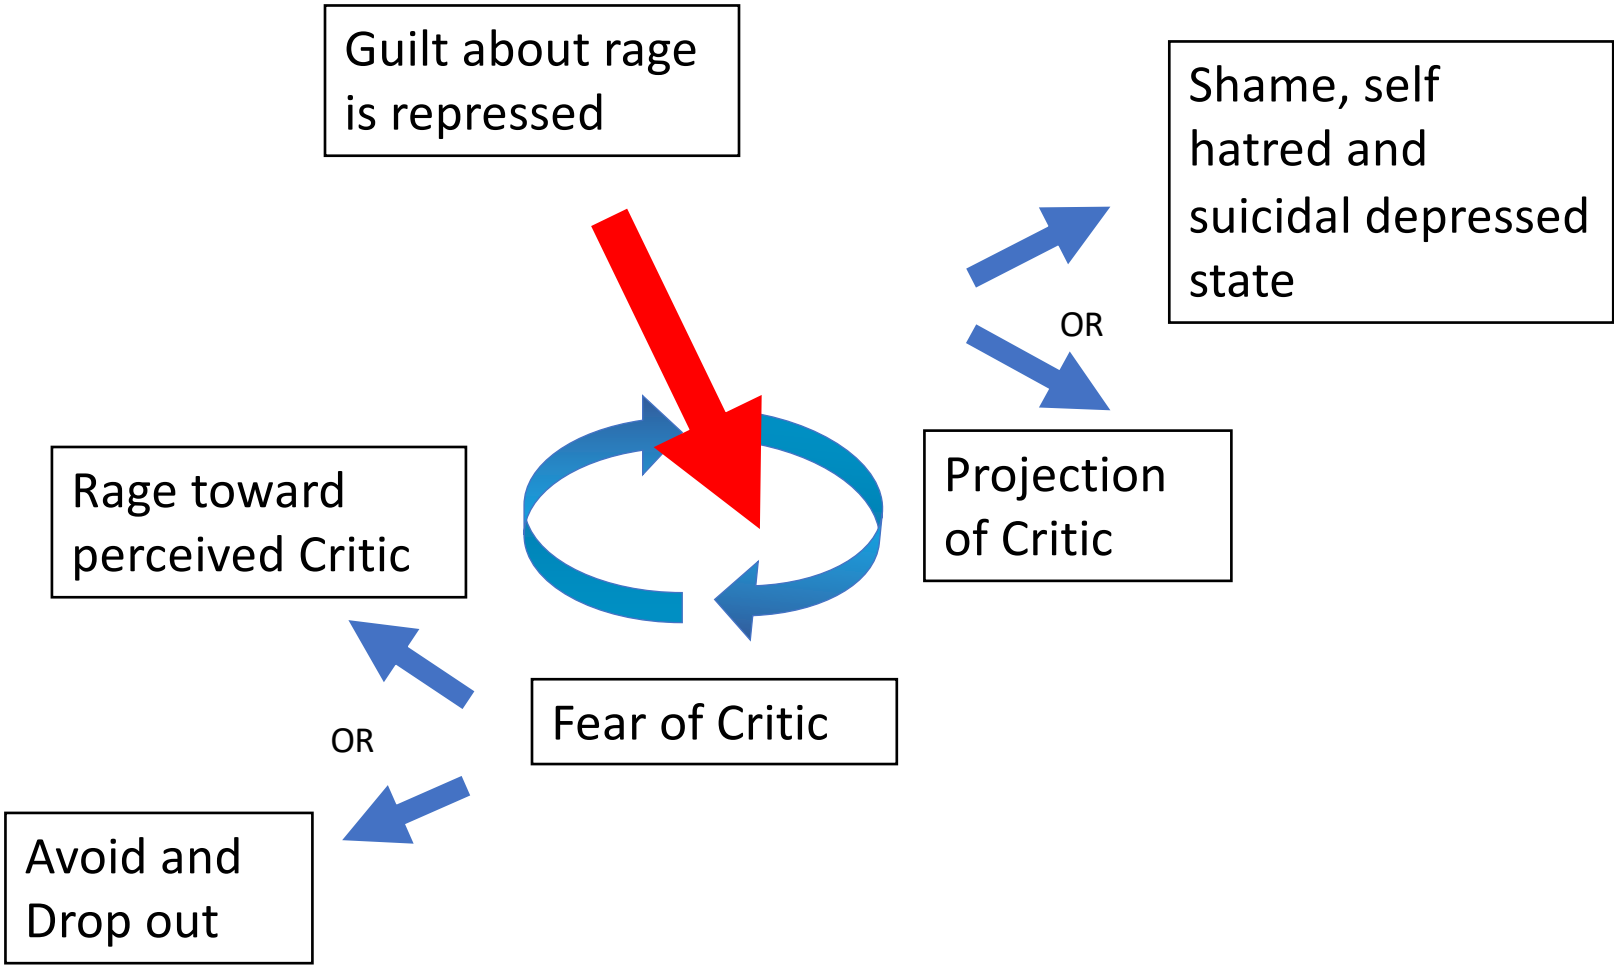 Guilt about rage
is repressed
Shame, self
hatred and
suicidal depressed
state
OR
Projection
of Critic
Rage toward
perceived Critic
Fear of Critic
OR
Avoid and
Drop out